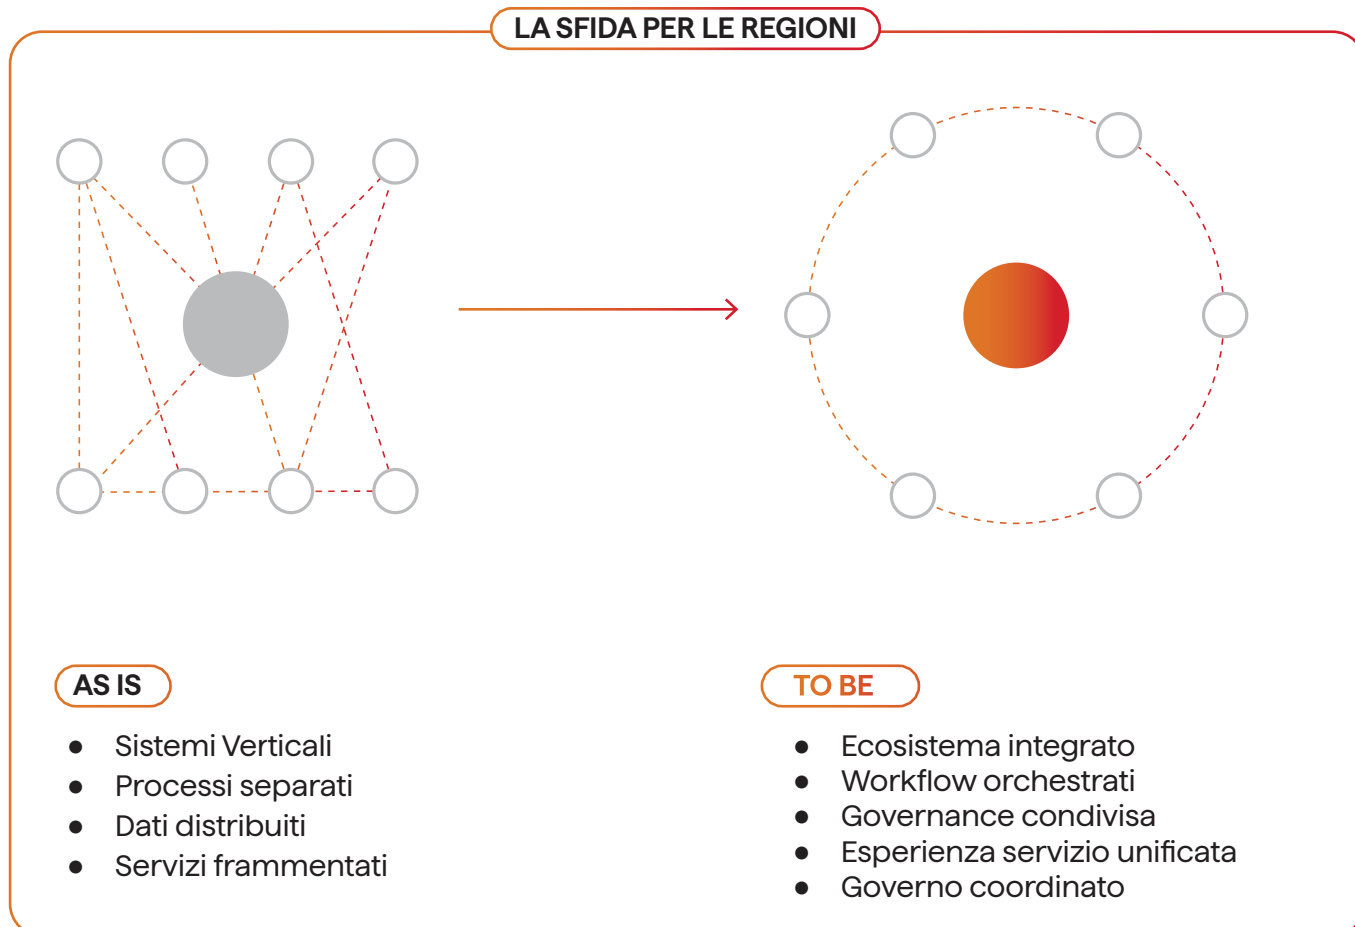 LA SFIDA PER LE REGIONI
AS IS
Sistemi Verticali
Processi separati
Dati distribuiti
Servizi frammentati
TO BE
Ecosistema integrato
Workflow orchestrati
Governance condivisa
Esperienza servizio unificata
Governo coordinato